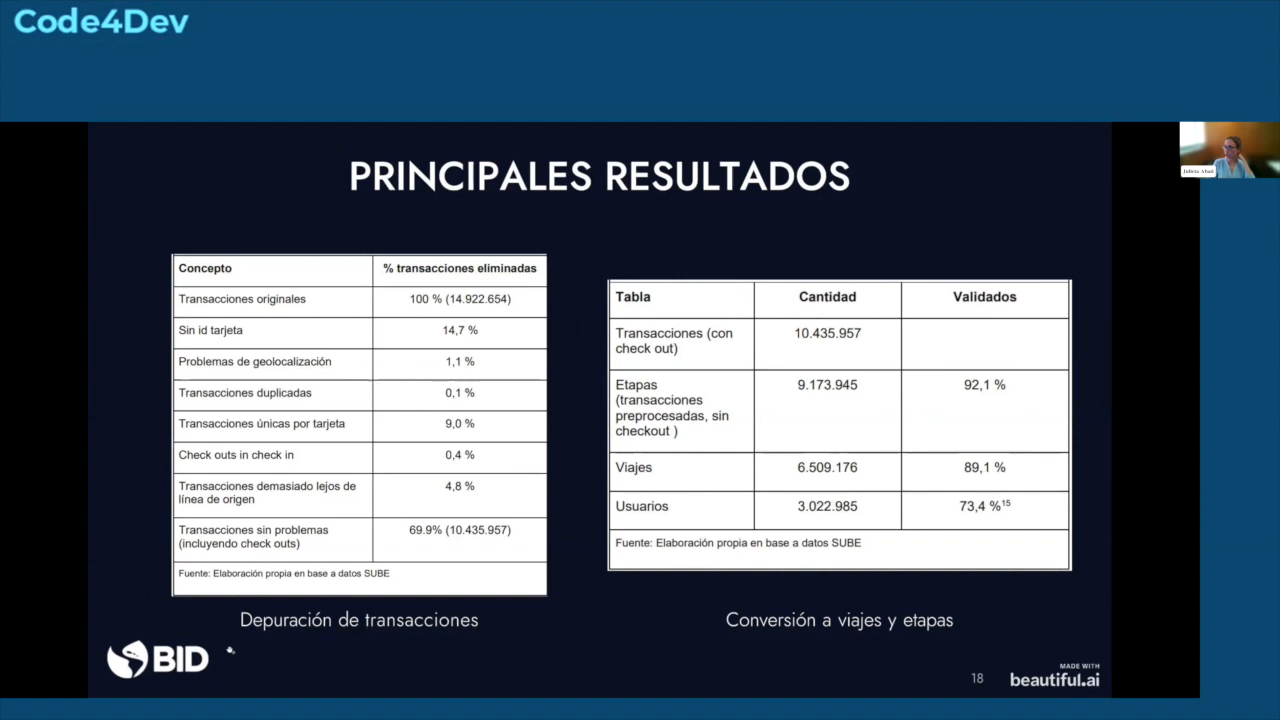 Code4Dev
PRINCIPALES RESULTADOS
Julieta Abad
Concepto % transacciones eliminadas
Transacciones originales 100 % (14.922.654)
Sin id tarjeta 14,7 %
Problemas de geolocalización 1,1 %
Transacciones duplicadas 0,1 %
Transacciones únicas por tarjeta 9,0 %
Check outs in check in 0,4 %
Transacciones demasiado lejos de 4,8 %
línea de origen
Transacciones sin problemas 69.9% (10.435.957)
(incluyendo check outs)
Fuente: Elaboración propia en base a datos SUBE
Depuración de transacciones
Tabla Cantidad Validados
Transacciones (con 10.435.957
check out)
Etapas 9.173.945 92,1 %
(transacciones
preprocesadas, sin
checkout )
Viajes 6.509.176 89,1 %
Usuarios 3.022.985 73,4 %15
Fuente: Elaboración propia en base a datos SUBE
Conversión a viajes y etapas
BID
18
MADE WITH
beautiful.ai